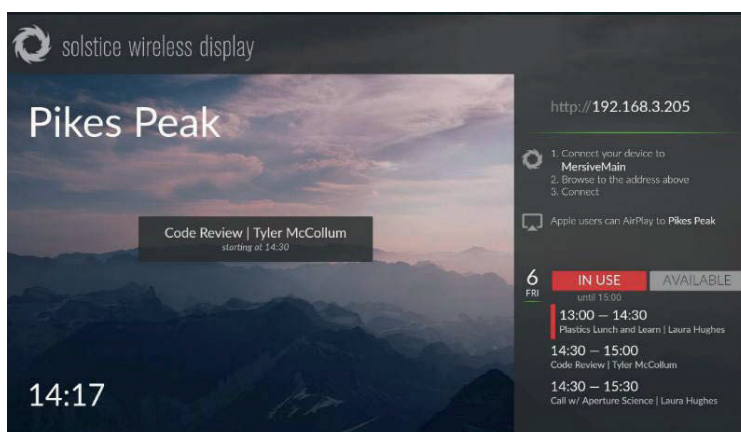 solstice wireless display
Pikes Peak
Code Review | Tyler McCollum
starting at 14:30
14:17
http://192.168.3.205
1. Connect your device to
MersiveMain
2. Browse to the address above
3. Connect
Apple users can AirPlay to Pikes Peak
6
FRI
IN USE
AVAILABLE
until 15:00
13:00 — 14:30
Plastics Lunch and Learn | Laura Hughes
14:30 — 15:00
Code Review | Tyler McCollum
14:30 — 15:30
Call w/ Aperture Science | Laura Hughes